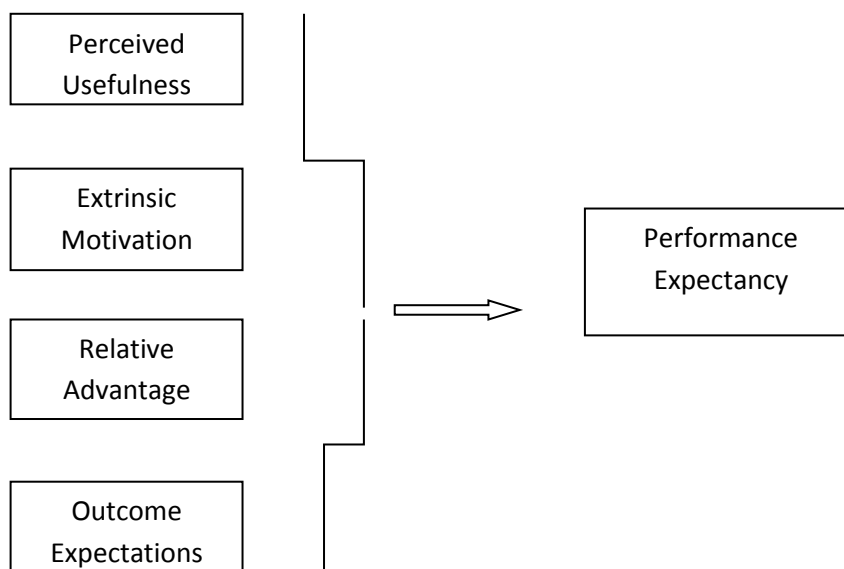 Perceived
Usefulness
Extrinsic
Motivation
Relative
Advantage
Outcome
Expectations
Performance
Expectancy